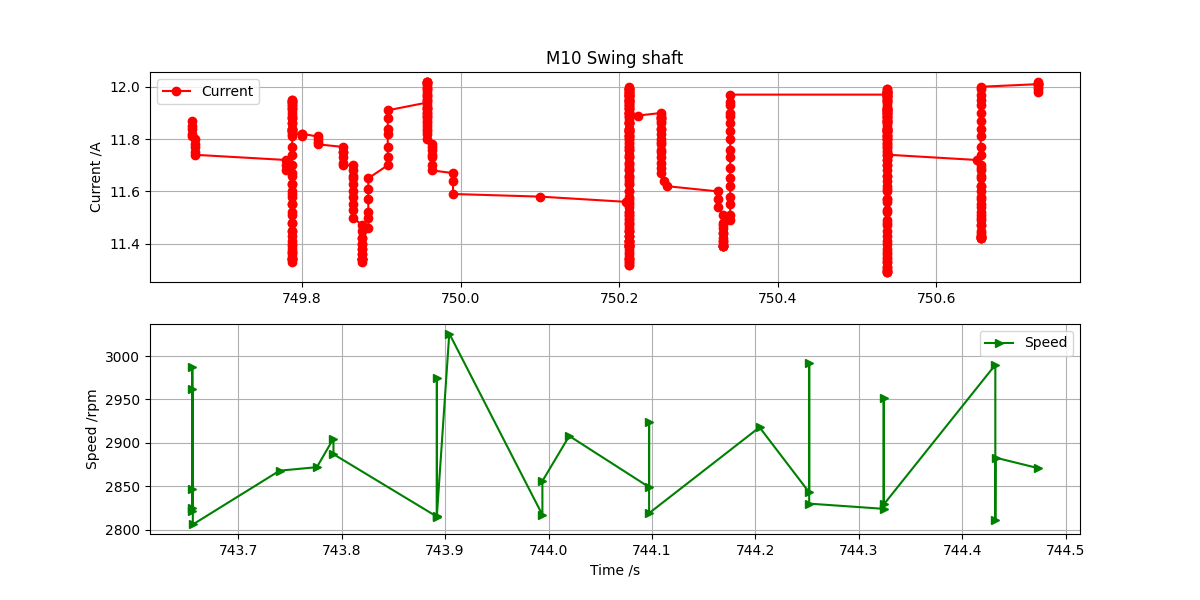 M10 Swing shaft
Current /A
12.0
11.8
11.6
11.4
Current
749.8 750.0 750.2 750.4 750.6
Speed /rpm
3000
2950
2900
2850
2800
Speed
743.7 743.8 743.9 744.0 744.1 744.2 744.3 744.4 744.5
Time /s